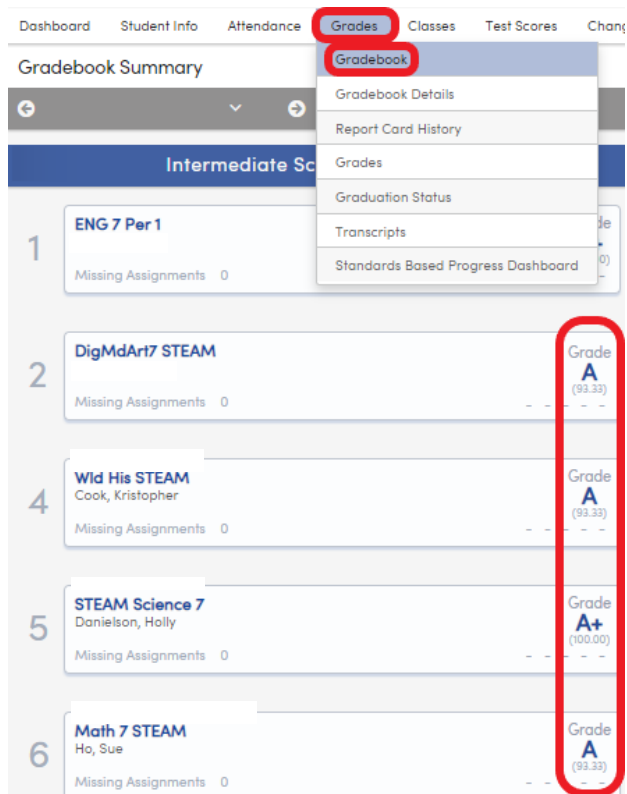 Dashboard Student Info Attendance Grades Classes Test Scores
Gradebook Summary
Gradebook
Gradebook Details
Report Card History
Grades
Graduation Status
Transcripts
Standards Based Progress Dashboard
Intermediate
1
ENG 7 Per 1
Missing Assignments 0
2
DigMdArt7 STEAM
Missing Assignments 0
Grade
A
(93.33)
4
Wld His STEAM
Cook, Kristopher
Missing Assignments 0
Grade
A
(93.33)
5
STEAM Science 7
Danielson, Holly
Missing Assignments 0
Grade
A+
(100.00)
6
Math 7 STEAM
Ho, Sue
Missing Assignments 0
Grade
A
(93.33)